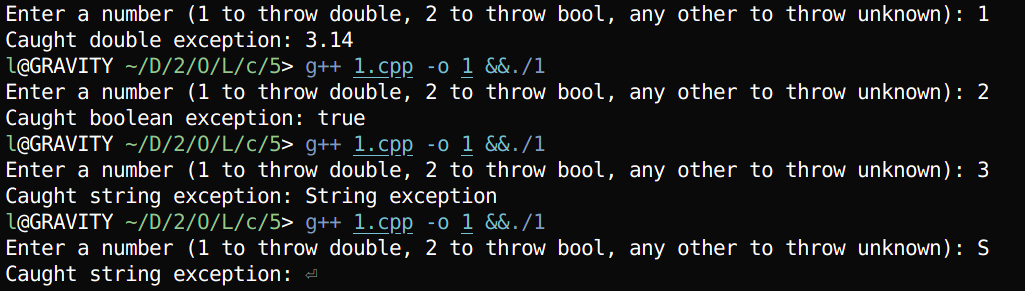 Enter a number (1 to throw double, 2 to throw bool, any other to throw unknown): 1
Caught double exception: 3.14
l@GRAVITY ~/D/2/O/L/c/5> g++ 1.cpp -o 1 &&./1
Enter a number (1 to throw double, 2 to throw bool, any other to throw unknown): 2
Caught boolean exception: true
l@GRAVITY ~/D/2/O/L/c/5> g++ 1.cpp -o 1 &&./1
Enter a number (1 to throw double, 2 to throw bool, any other to throw unknown): 3
Caught string exception: String exception
l@GRAVITY ~/D/2/O/L/c/5> g++ 1.cpp -o 1 &&./1
Enter a number (1 to throw double, 2 to throw bool, any other to throw unknown): S
Caught string exception: ⏎